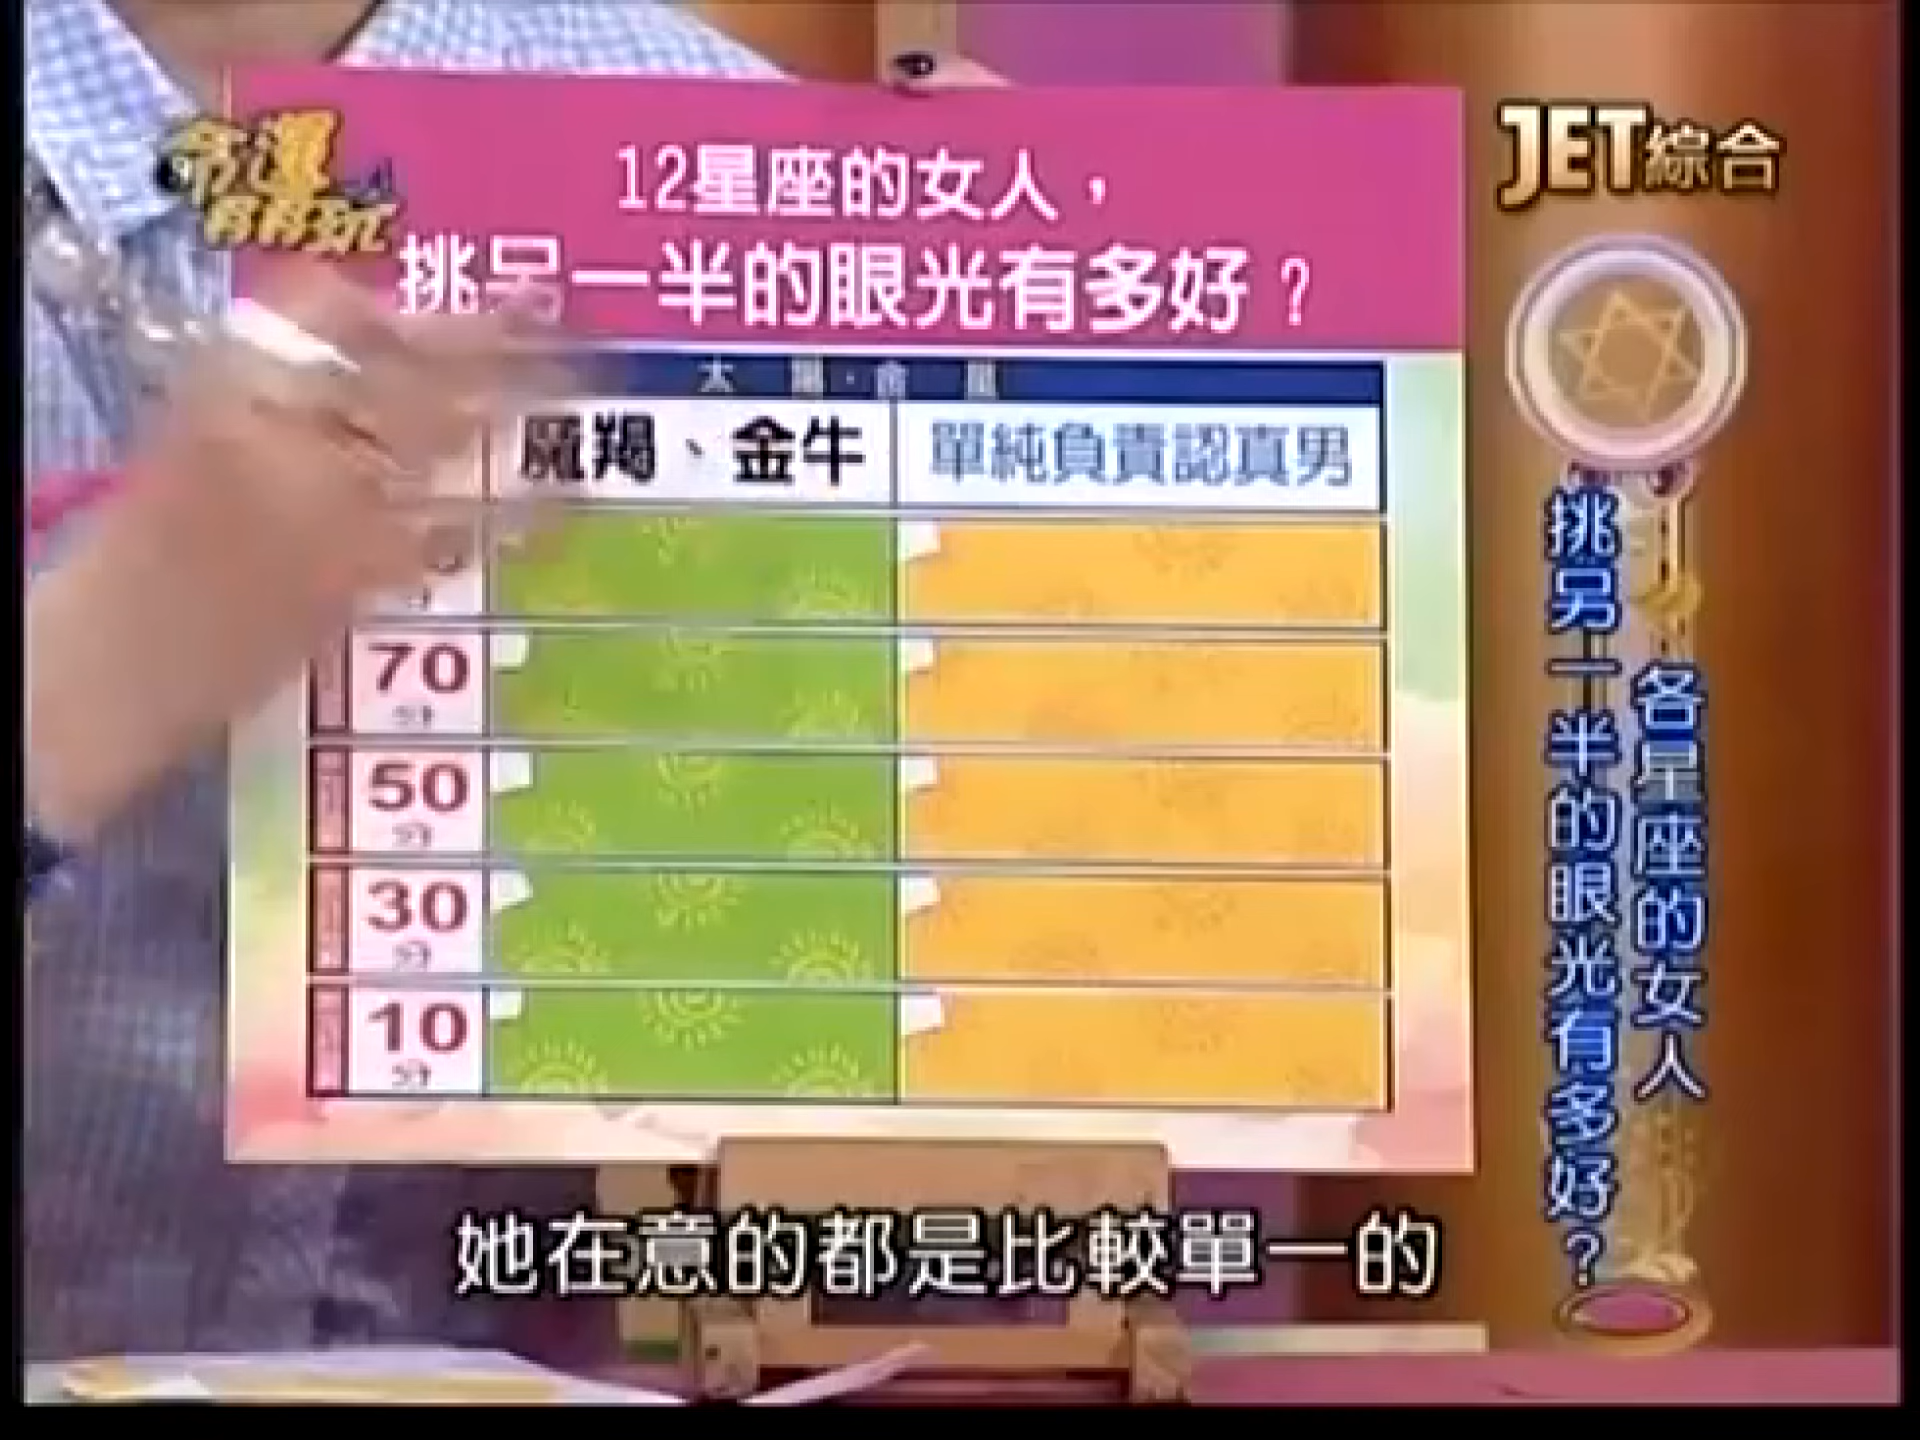 命運好好玩
JET綜合
12星座的女人，
挑另一半的眼光有多好？
太陽．金星
魔羯、金牛
單純負責認真男
70
分
50
分
30
分
10
分
各星座的女人
挑另一半的眼光有多好？
她在意的都是比較單一的